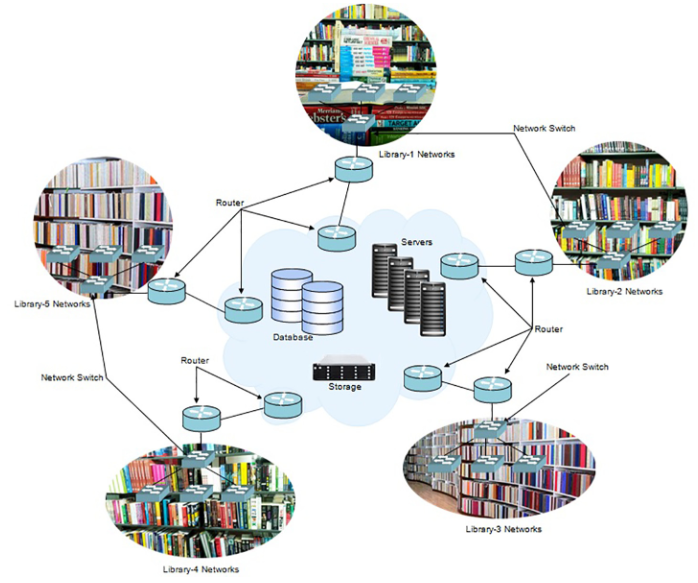 Network Switch
Library-1 Networks
Router
Servers
Library-5 Networks
Library-2 Networks
Database
Router
Router
Network Switch
Network Switch
Storage
Library-3 Networks
Library-4 Networks
TARGET